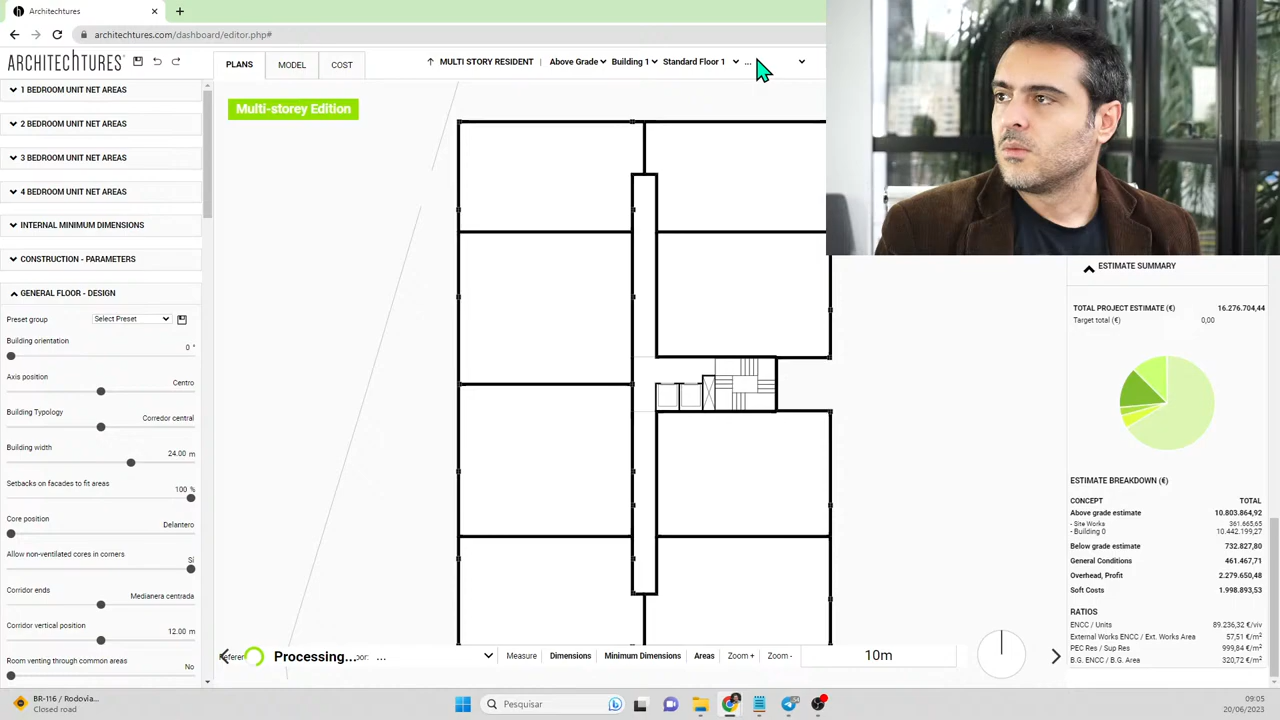 Architechtures
architechtures.com/dashboard/editor.php#
ARCHITECHTURES
PLANS
MODEL
COST
MULTI STORY RESIDENT
Above Grade
Building 1
Standard Floor 1
...
1 BEDROOM UNIT NET AREAS
2 BEDROOM UNIT NET AREAS
3 BEDROOM UNIT NET AREAS
4 BEDROOM UNIT NET AREAS
INTERNAL MINIMUM DIMENSIONS
CONSTRUCTION - PARAMETERS
GENERAL FLOOR - DESIGN
Preset group
Select Preset
Building orientation
0 °
Axis position
Centro
Building Typology
Corredor central
Building width
24.00 m
Setbacks on facades to fit areas
100 %
Core position
Delantero
Allow non-ventilated cores in corners
Sí
Corridor ends
Medianera centrada
Corridor vertical position
12.00 m
Room venting through common areas
No
Multi-storey Edition
Processing...
...
Measure
Dimensions
Minimum Dimensions
Areas
Zoom +
Zoom -
10m
ESTIMATE SUMMARY
TOTAL PROJECT ESTIMATE (€) 16.276.704,44
Target total (€) 0,00
ESTIMATE BREAKDOWN (€)
CONCEPT TOTAL
Above grade estimate 10.803.864,92
- Site Works 361.665,65
- Building 0 10.442.199,27
Below grade estimate 732.827,80
General Conditions 461.467,71
Overhead, Profit 2.279.650,48
Soft Costs 1.998.893,53
RATIOS
ENCC / Units 89.236,32 €/viv
External Works ENCC / Ext. Works Area 57,51 €/m²
PEC Res / Sup Res 999,84 €/m²
B.G. ENCC / B.G. Area 320,72 €/m²
BR-116 / Rodovia...
Closed road
Pesquisar
09:05
20/06/2023